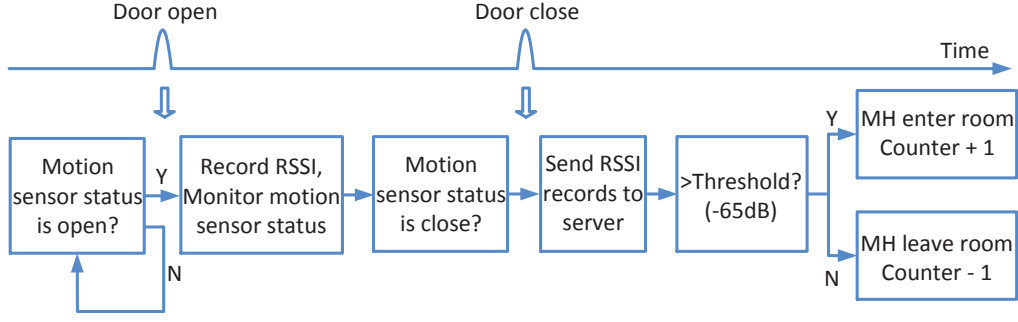 Door open
Door close
Time
Motion
sensor status
is open?
Y
N
Record RSSI,
Monitor motion
sensor status
Motion
sensor status
is close?
Send RSSI
records to
server
>Threshold?
(-65dB)
Y
MH enter room
Counter + 1
N
MH leave room
Counter - 1